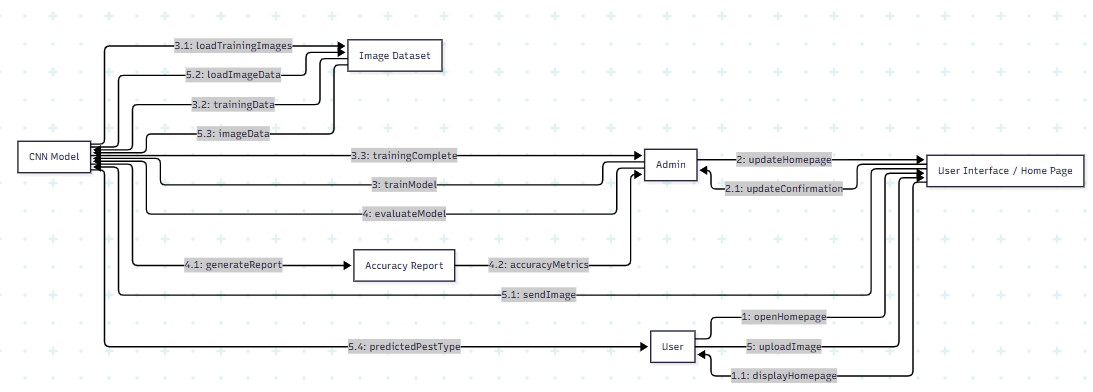 3.1: loadTrainingImages
Image Dataset
5.2: loadImageData
3.2: trainingData
5.3: imageData
CNN Model
3.3: trainingComplete
Admin
2: updateHomepage
User Interface / Home Page
3: trainModel
2.1: updateConfirmation
4: evaluateModel
4.1: generateReport
Accuracy Report
4.2: accuracyMetrics
5.1: sendImage
1: openHomepage
5.4: predictedPestType
User
5: uploadImage
1.1: displayHomepage